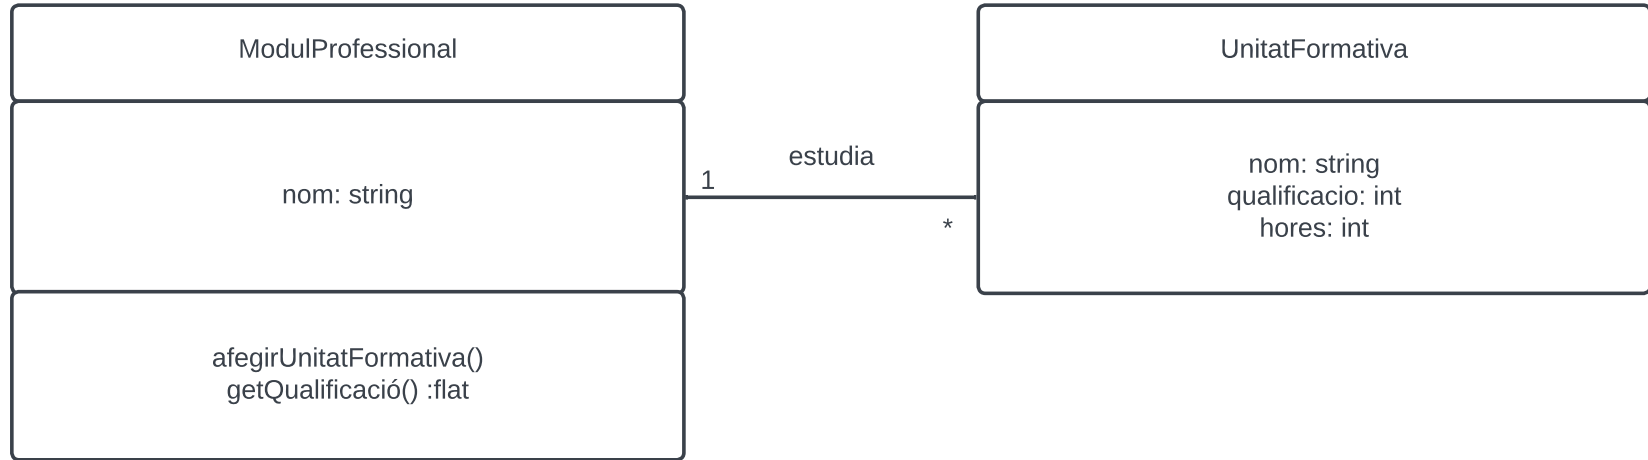 ModulProfessional
nom: string
afegirUnitatFormativa()
getQualificació() :flat
estudia
1
*
UnitatFormativa
nom: string
qualificacio: int
hores: int